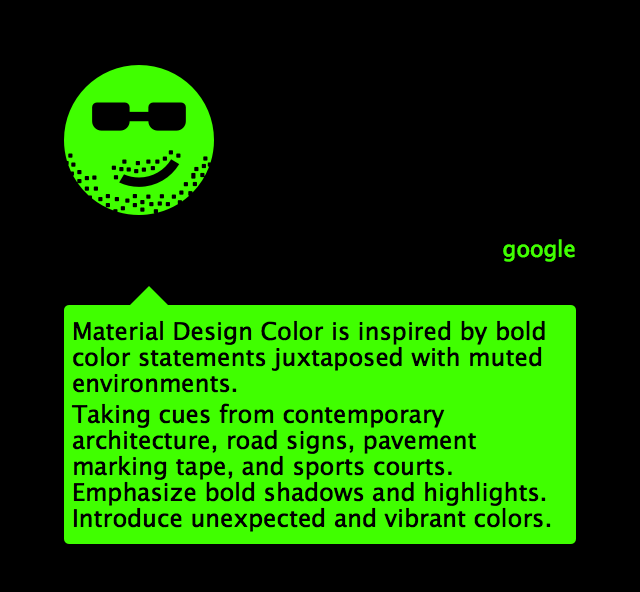 google
Material Design Color is inspired by bold
color statements juxtaposed with muted
environments.
Taking cues from contemporary
architecture, road signs, pavement
marking tape, and sports courts.
Emphasize bold shadows and highlights.
Introduce unexpected and vibrant colors.